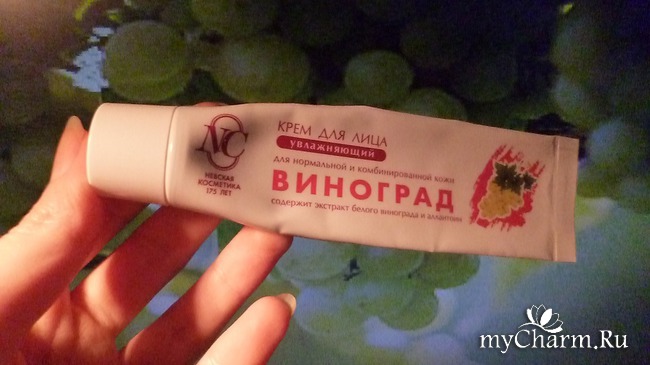 НС
НЕВСКАЯ
КОСМЕТИКА
175 ЛЕТ
КРЕМ ДЛЯ ЛИЦА
увлажняющий
для нормальной и комбинированной кожи
ВИНОГРАД
содержит экстракт белого винограда и аллантоин
myCharm.Ru